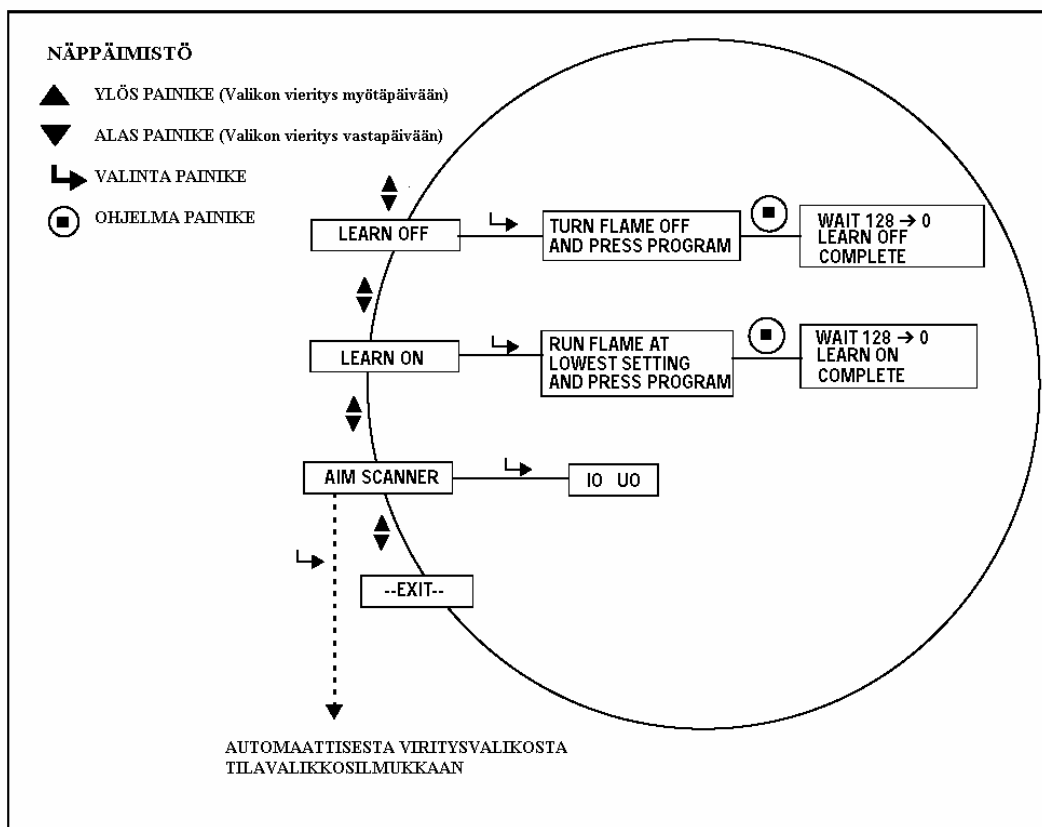 NÄPPÄIMISTÖ
YLÖS PAINIKE (Valikon vieritys myötäpäivään)
ALAS PAINIKE (Valikon vieritys vastapäivään)
VALINTA PAINIKE
OHJELMA PAINIKE
LEARN OFF
TURN FLAME OFF
AND PRESS PROGRAM
WAIT 128 → 0
LEARN OFF
COMPLETE
LEARN ON
RUN FLAME AT
LOWEST SETTING
AND PRESS PROGRAM
WAIT 128 → 0
LEARN ON
COMPLETE
AIM SCANNER
IO UO
--EXIT--
AUTOMAATTISESTA VIRITYSVALIKOSTA
TILAVALIKKOSILMUKKAAN